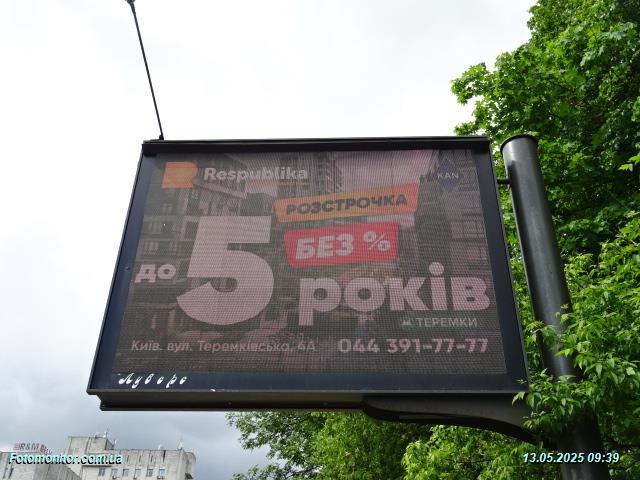 Respublika
KAN
РОЗСТРОЧКА
БЕЗ %
до 5 років
ТЕРЕМКИ
Київ. вул. Теремківська, 4А 044 391-77-77
Лувере
Fotomonitor.com.ua
13.05.2025 09:39